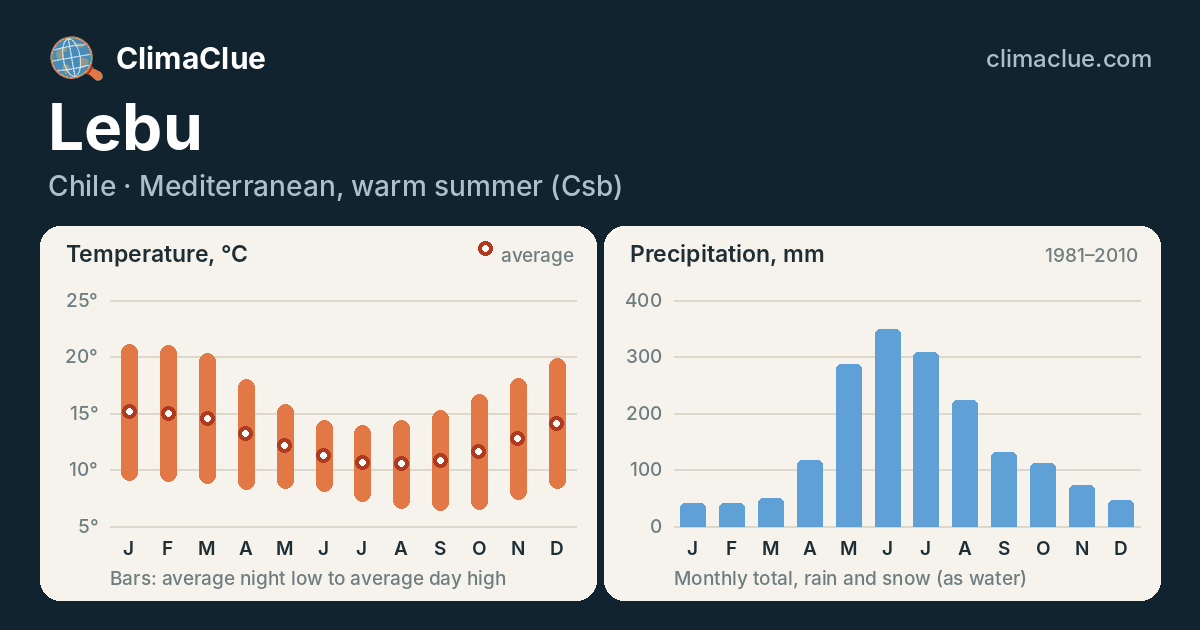 ClimaClue
climaclue.com
Lebu
Chile · Mediterranean, warm summer (Csb)
Temperature, °C
average
25°
20°
15°
10°
5°
J F M A M J J A S O N D
Bars: average night low to average day high
Precipitation, mm
1981–2010
400
300
200
100
0
J F M A M J J A S O N D
Monthly total, rain and snow (as water)